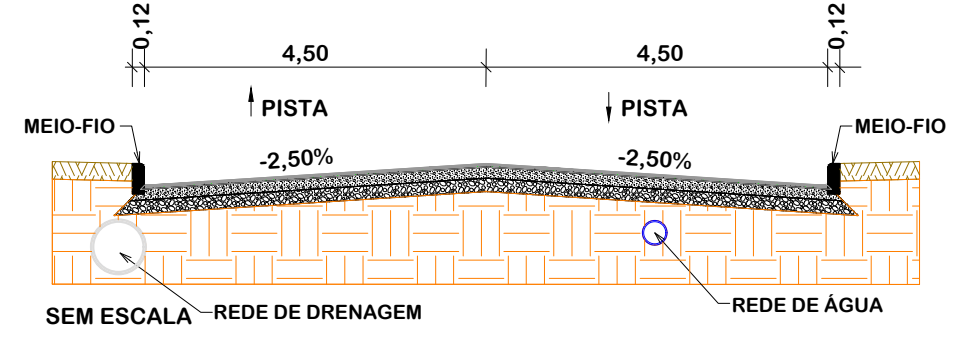 0,12
4,50
4,50
0,12
PISTA
PISTA
MEIO-FIO
MEIO-FIO
-2,50%
-2,50%
SEM ESCALA
REDE DE DRENAGEM
REDE DE ÁGUA